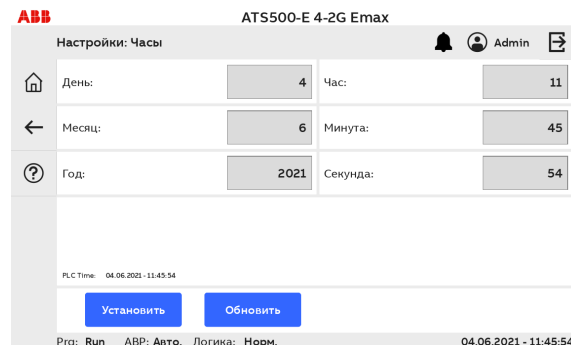 ABB ATS500-E 4-2G Emax
Настройки: Часы Admin
День: 4 Час: 11
Месяц: 6 Минута: 45
Год: 2021 Секунда: 54
PLC Time: 04.06.2021 - 11:45:54
Установить Обновить
Prg: Run АВР: Авто. Логика: Норм. 04.06.2021 - 11:45:54